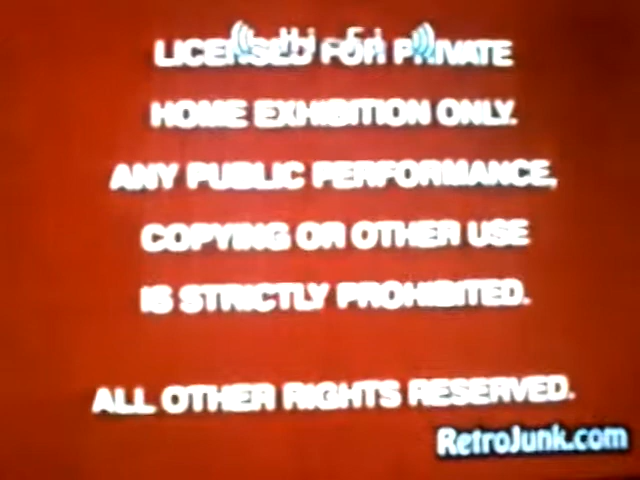 LICENSED FOR PRIVATE
HOME EXHIBITION ONLY.
ANY PUBLIC PERFORMANCE,
COPYING OR OTHER USE
IS STRICTLY PROHIBITED.
ALL OTHER RIGHTS RESERVED.
RetroJunk.com